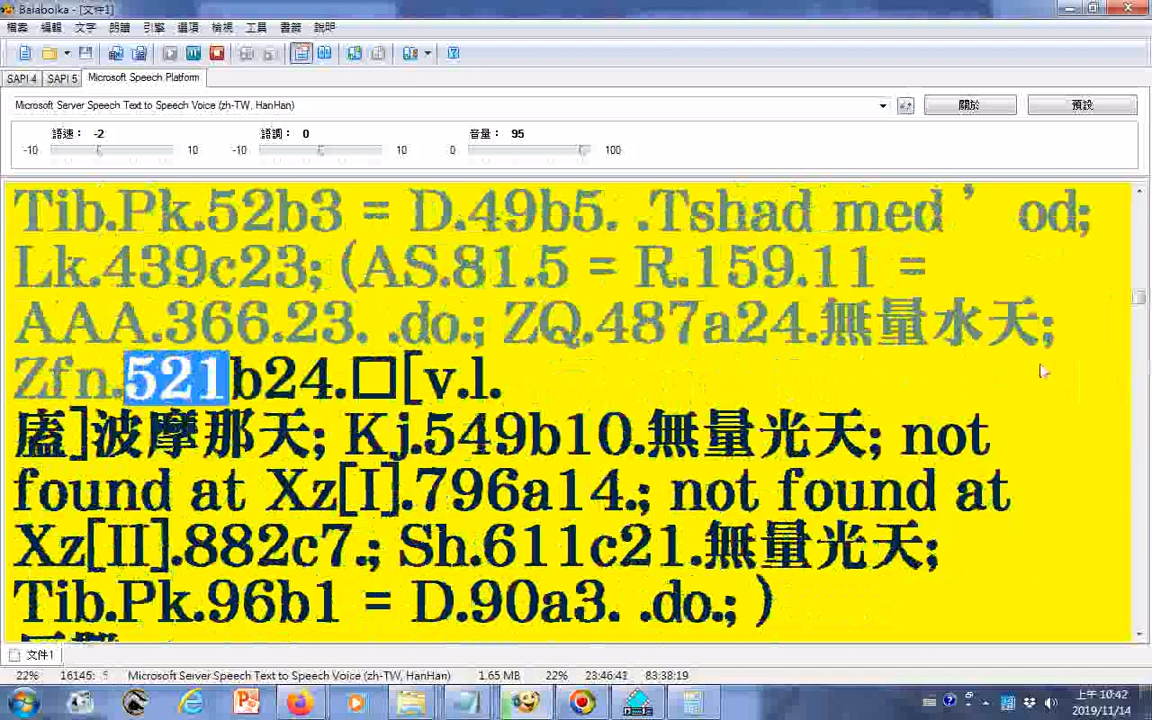 Balabolka - [文件1]
檔案 編輯 文字 朗讀 引擎 選項 檢視 工具 書籤 說明
SAPI 4 SAPI 5 Microsoft Speech Platform
Microsoft Server Speech Text to Speech Voice (zh-TW, HanHan) 關於 預設
語速： -2 語調： 0 音量： 95
-10 10 -10 10 0 100
Tib.Pk.52b3 = D.49b5. .Tshad med ’ od;
Lk.439c23; (AS.81.5 = R.159.11 =
AAA.366.23. .do.; ZQ.487a24.無量水天;
Zfn.521b24.□[v.l.
廅]波摩那天; Kj.549b10.無量光天; not
found at Xz[I].796a14.; not found at
Xz[II].882c7.; Sh.611c21.無量光天;
Tib.Pk.96b1 = D.90a3. .do.; )
文件1
22% 16145: Microsoft Server Speech Text to Speech Voice (zh-TW, HanHan) 1.65 MB 22% 23:46:41 83:38:19
上午 10:42
2019/11/14